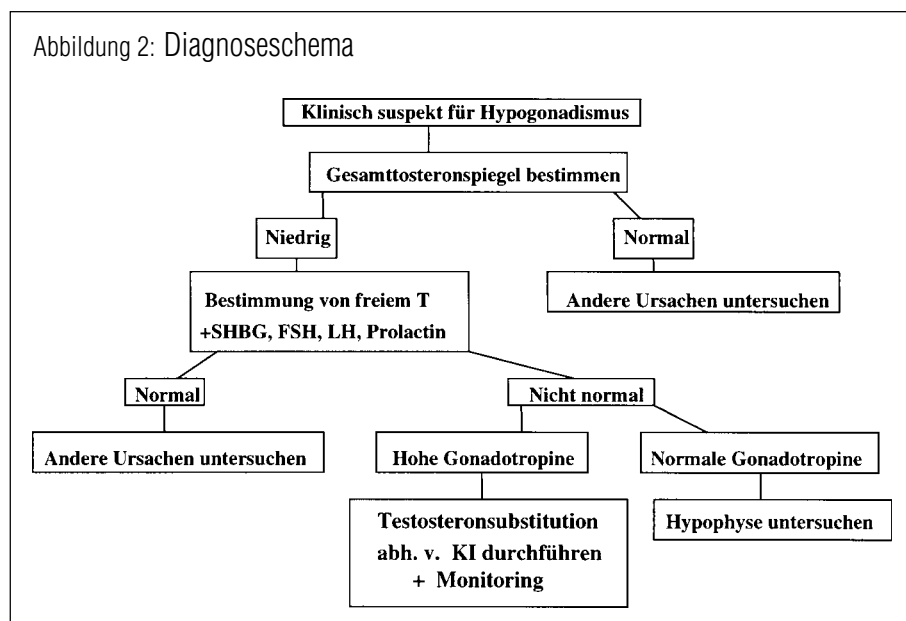 Abbildung 2: Diagnoseschema
Klinisch suspekt für Hypogonadismus
Gesamttosteronspiegel bestimmen
Niedrig
Normal
Bestimmung von freiem T
+SHBG, FSH, LH, Prolactin
Andere Ursachen untersuchen
Normal
Nicht normal
Andere Ursachen untersuchen
Hohe Gonadotropine
Normale Gonadotropine
Testosteronsubstitution
abh. v. KI durchführen
+ Monitoring
Hypophyse untersuchen